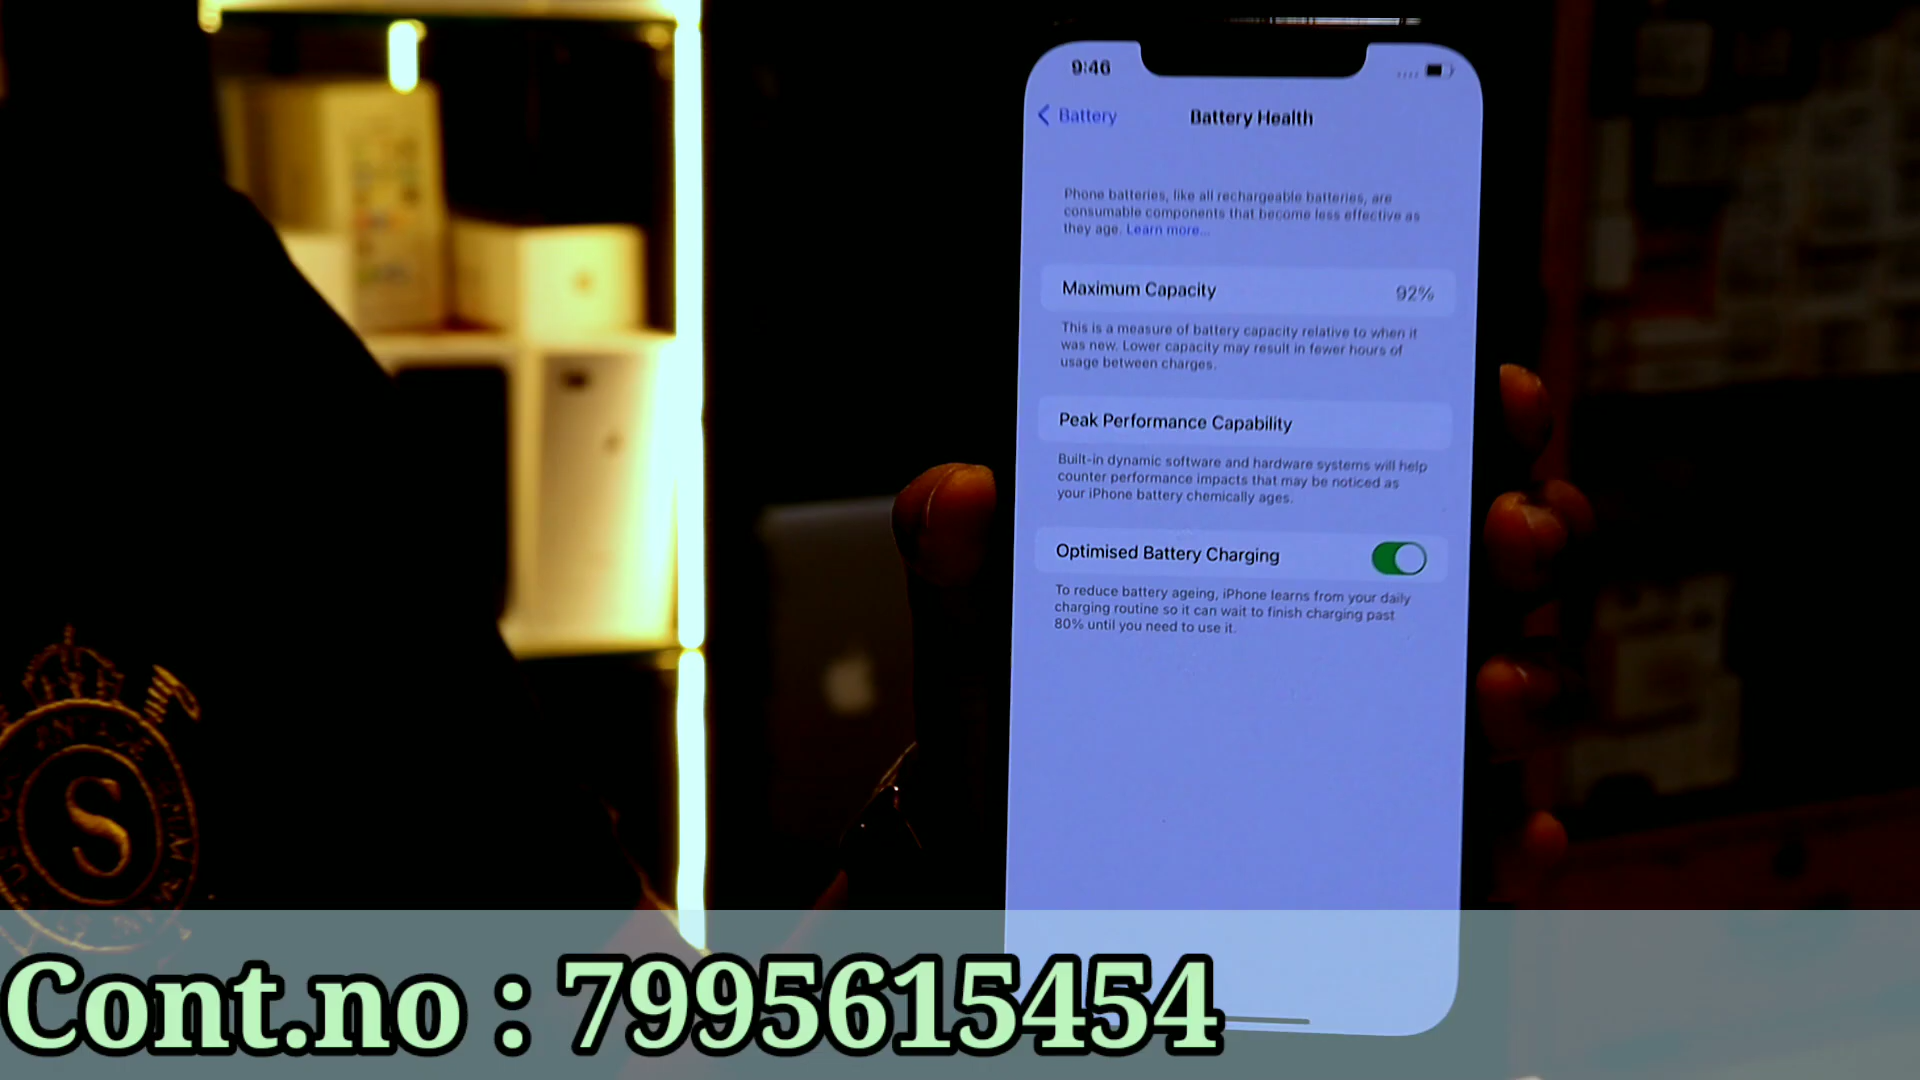 9:46
Battery
Battery Health
Phone batteries, like all rechargeable batteries, are
consumable components that become less effective as
they age. Learn more...
Maximum Capacity 92%
This is a measure of battery capacity relative to when it
was new. Lower capacity may result in fewer hours of
usage between charges.
Peak Performance Capability
Built-in dynamic software and hardware systems will help
counter performance impacts that may be noticed as
your iPhone battery chemically ages.
Optimised Battery Charging
To reduce battery ageing, iPhone learns from your daily
charging routine so it can wait to finish charging past
80% until you need to use it.
S
Cont.no : 7995615454